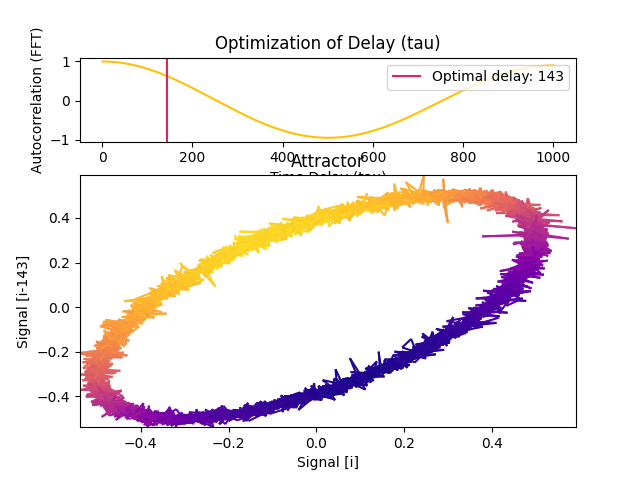 Optimization of Delay (tau)
Autocorrelation (FFT)
1
0
−1
Optimal delay: 143
0
200
400
600
800
1000
Time Delay (tau)
Attractor
Signal [i-143]
0.4
0.2
0.0
−0.2
−0.4
−0.4
−0.2
0.0
0.2
0.4
Signal [i]